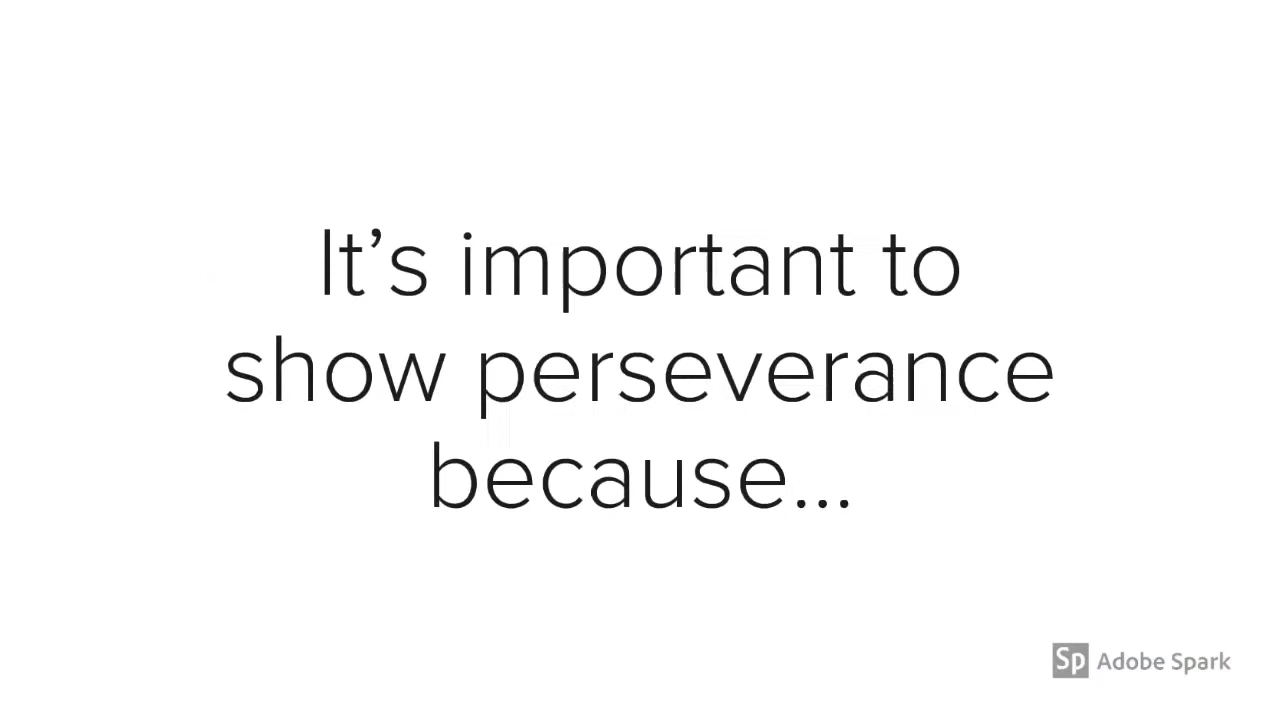 It’s important to
show perseverance
because...
Sp Adobe Spark